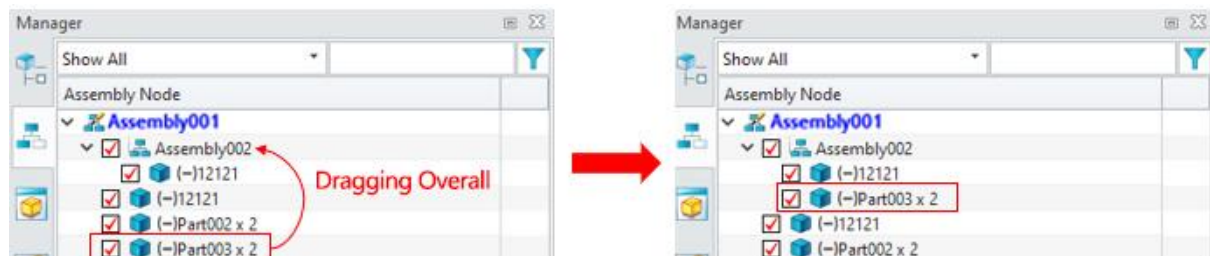 Manager
Show All
Assembly Node
Assembly001
Assembly002
(-)12121
(-)12121
(-)Part002 x 2
(-)Part003 x 2
Dragging Overall
Manager
Show All
Assembly Node
Assembly001
Assembly002
(-)12121
(-)Part003 x 2
(-)12121
(-)Part002 x 2